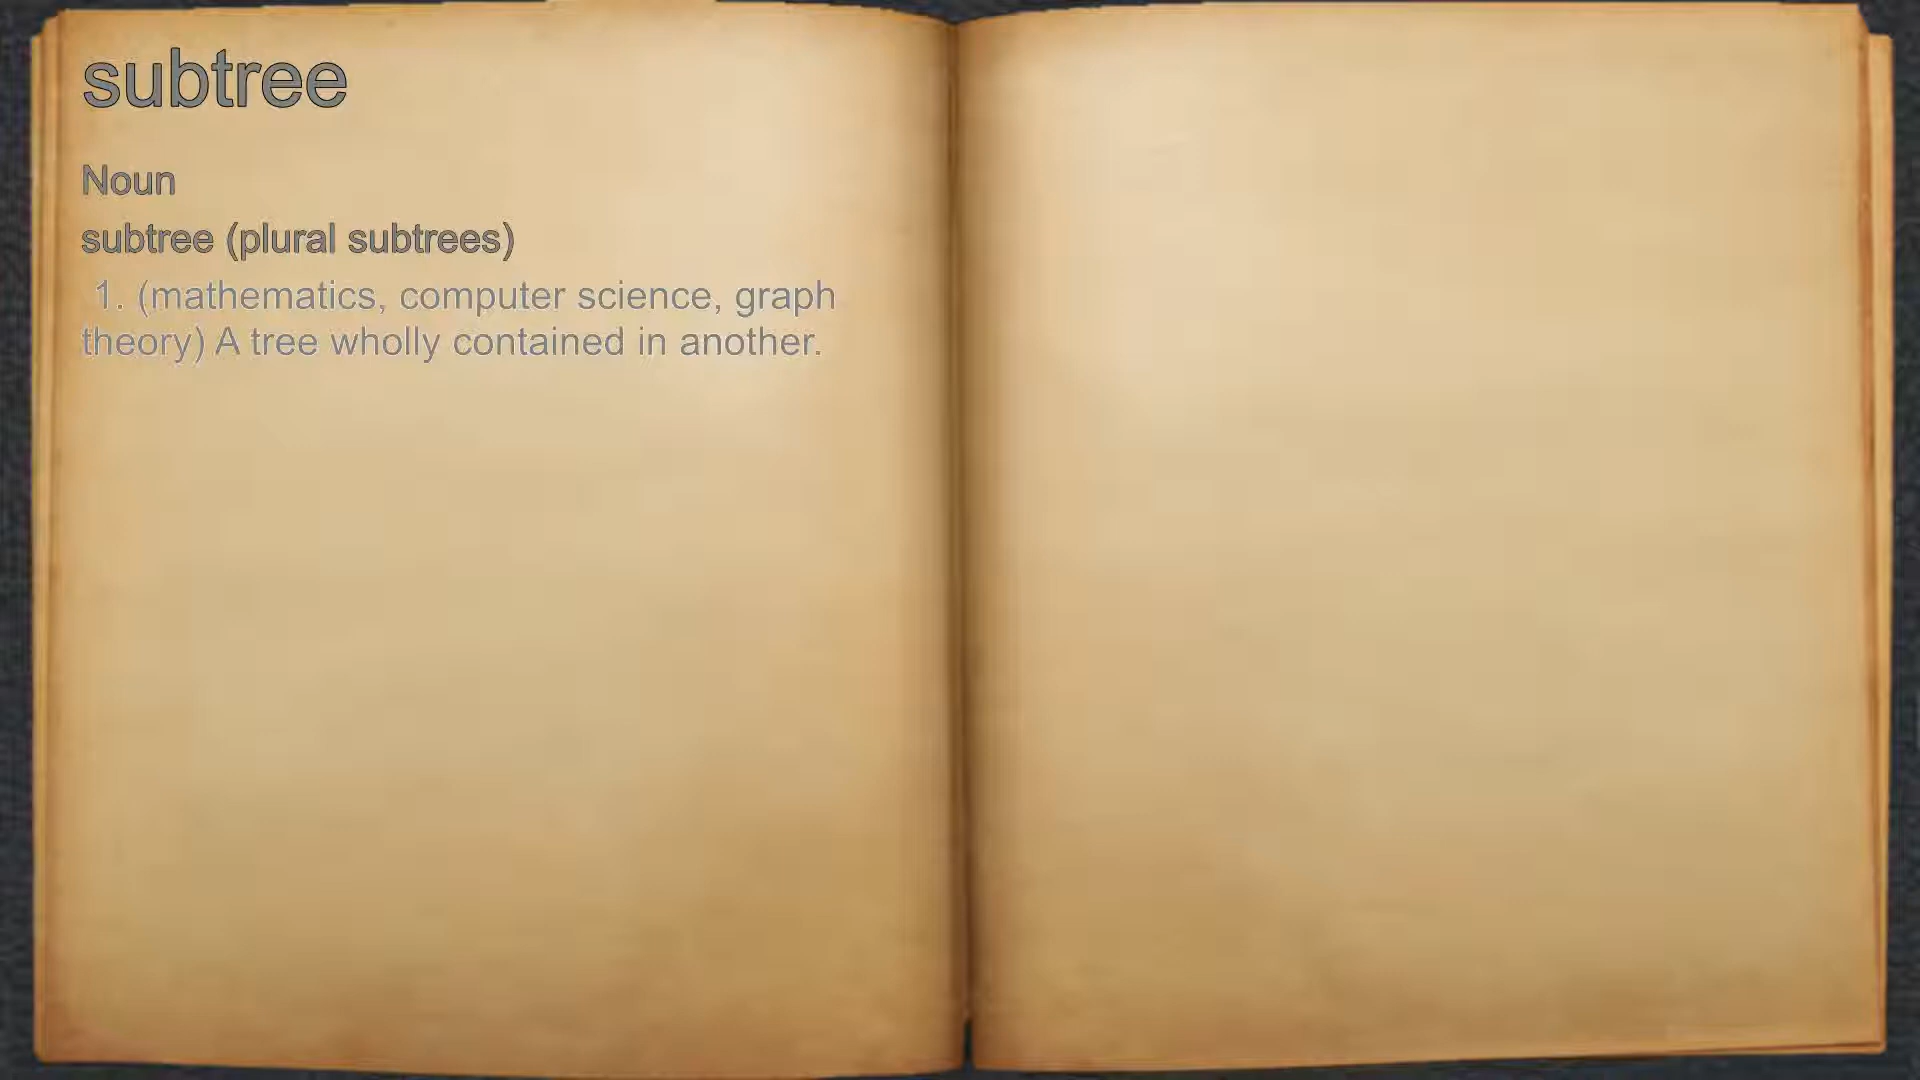 subtree
Noun
subtree (plural subtrees)
1. (mathematics, computer science, graph
theory) A tree wholly contained in another.